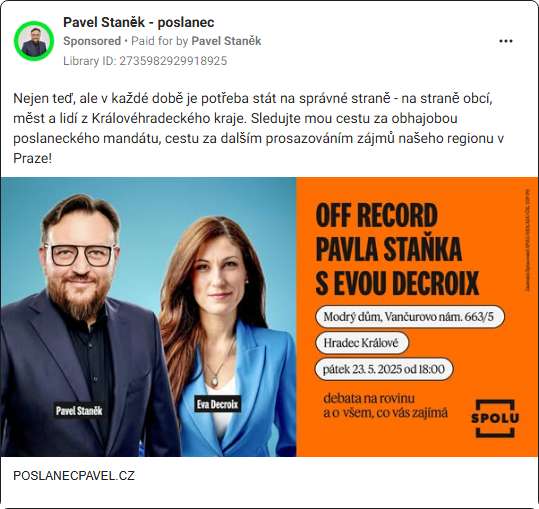 Pavel Staněk - poslanec
Sponsored • Paid for by Pavel Staněk
Library ID: 2735982929918925
Nejen teď, ale v každé době je potřeba stát na správné straně - na straně obcí,
měst a lidí z Královéhradeckého kraje. Sledujte mou cestu za obhajobou
poslaneckého mandátu, cestu za dalším prosazováním zájmů našeho regionu v
Praze!
OFF RECORD
PAVLA STAŇKA
S EVOU DECROIX
Modrý dům, Vančurovo nám. 663/5
Hradec Králové
pátek 23. 5. 2025 od 18:00
debata na rovinu
a o všem, co vás zajímá
SPOLU
Pavel Staněk
Eva Decroix
POSLANECPAVEL.CZ